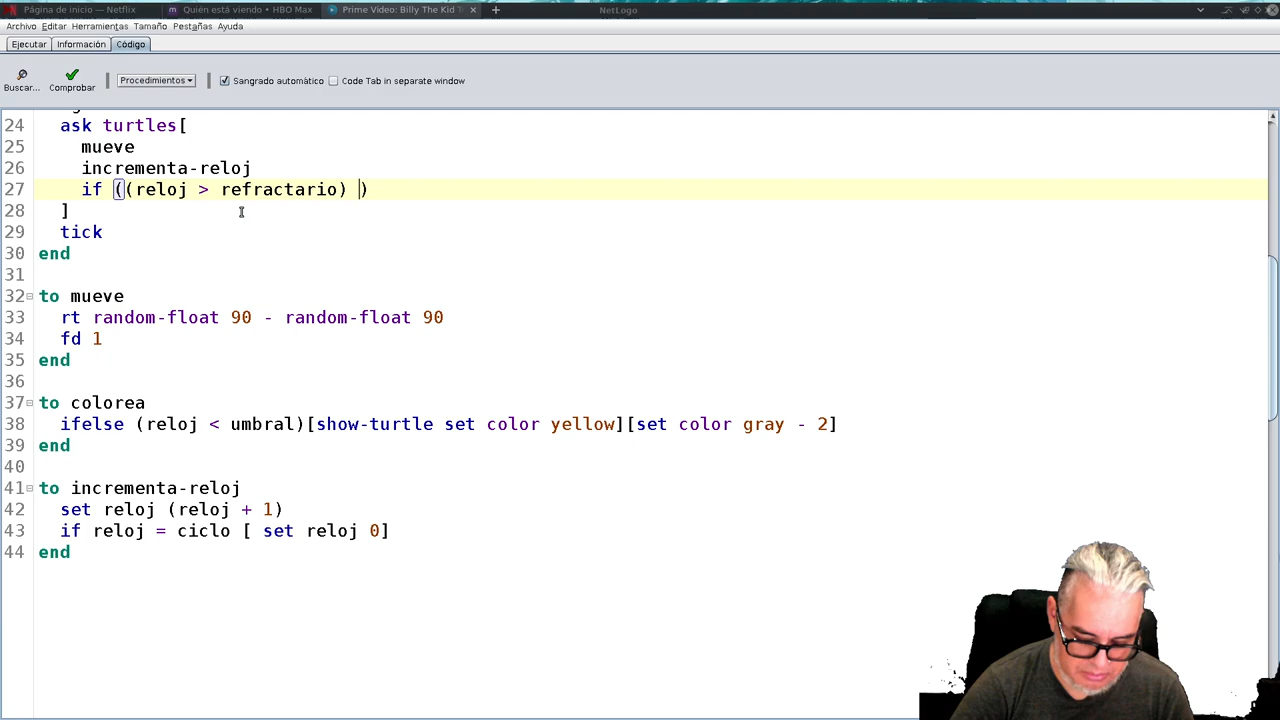 Página de inicio — Netflix
Quién está viendo • HBO Max
Prime Video: Billy The Kid
NetLogo
Archivo Editar Herramientas Tamaño Pestañas Ayuda
Ejecutar Información Código
Buscar... Comprobar Procedimientos Sangrado automático Code Tab in separate window
24 ask turtles[
25 mueve
26 incrementa-reloj
27 if ((reloj > refractario) )
28 ]
29 tick
30 end
31
32 to mueve
33 rt random-float 90 - random-float 90
34 fd 1
35 end
36
37 to colorea
38 ifelse (reloj < umbral)[show-turtle set color yellow][set color gray - 2]
39 end
40
41 to incrementa-reloj
42 set reloj (reloj + 1)
43 if reloj = ciclo [ set reloj 0]
44 end